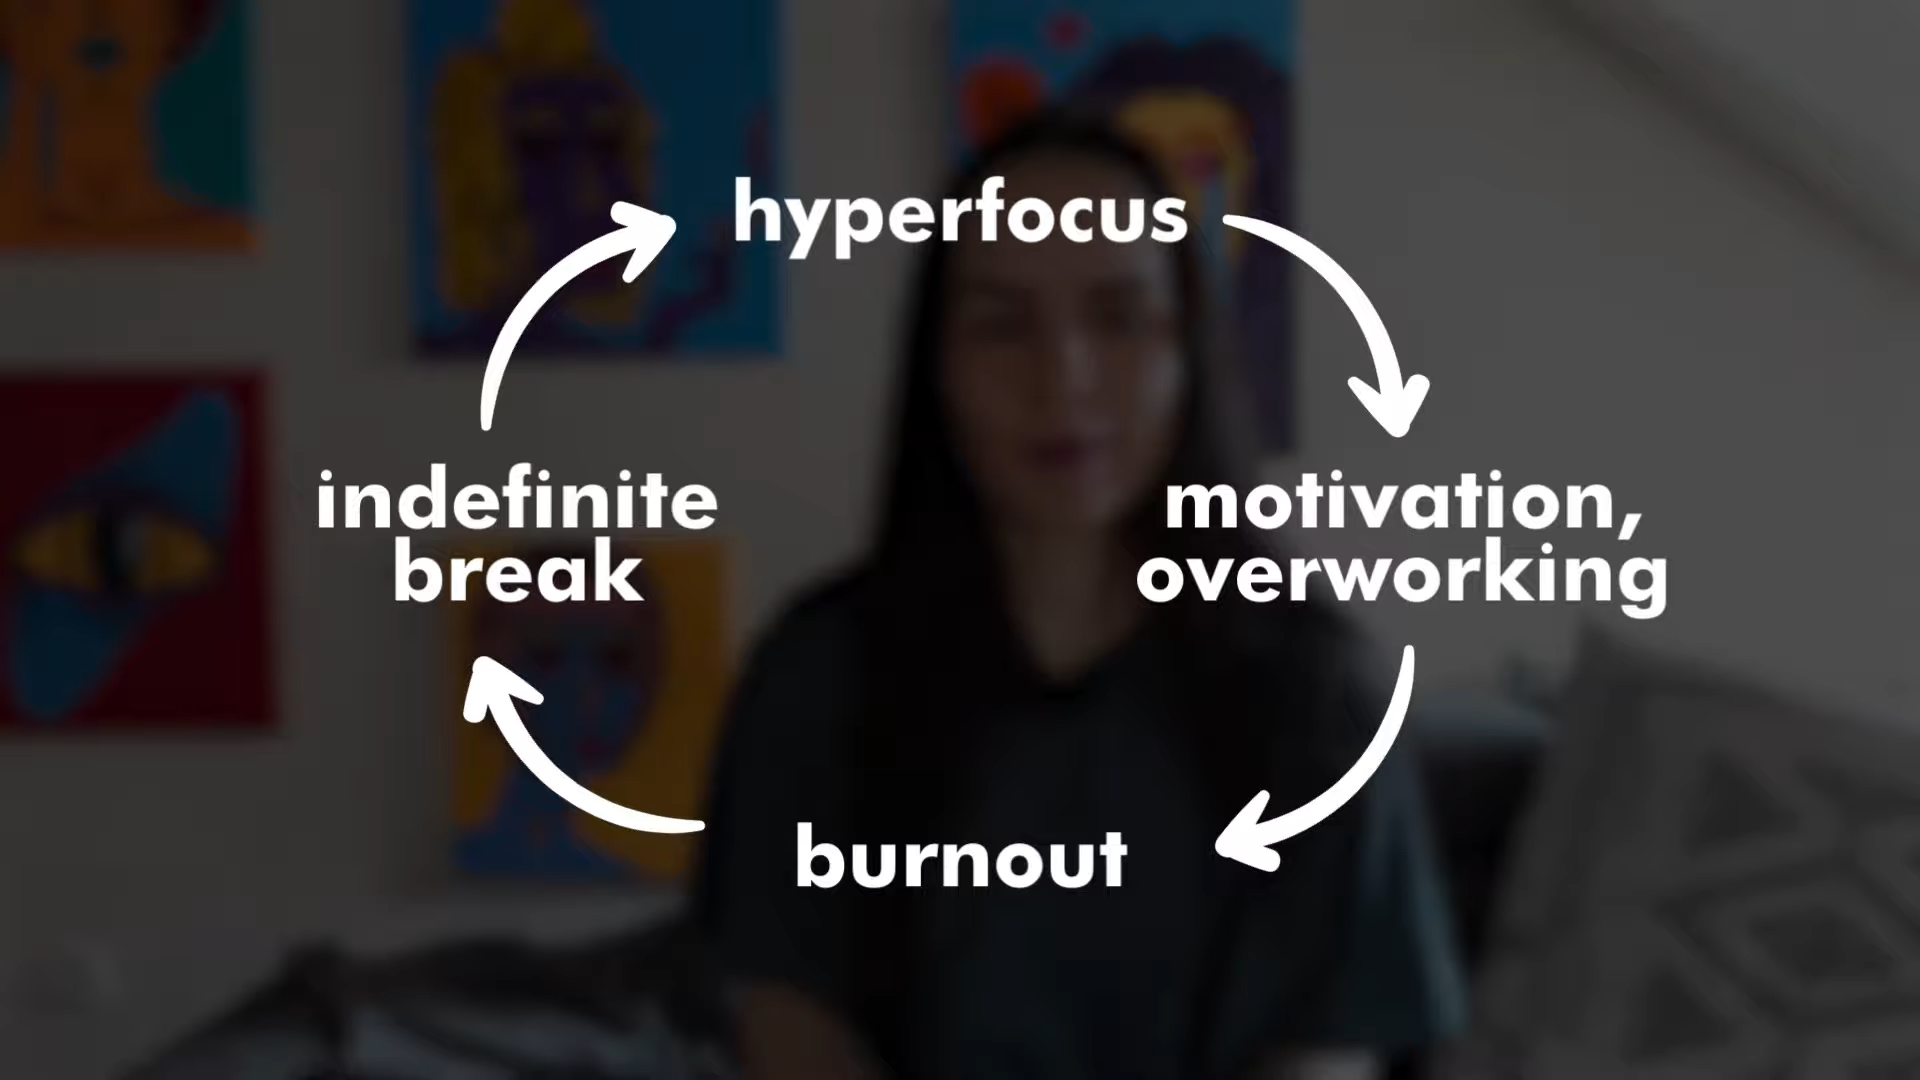 hyperfocus
motivation,
overworking
burnout
indefinite
break